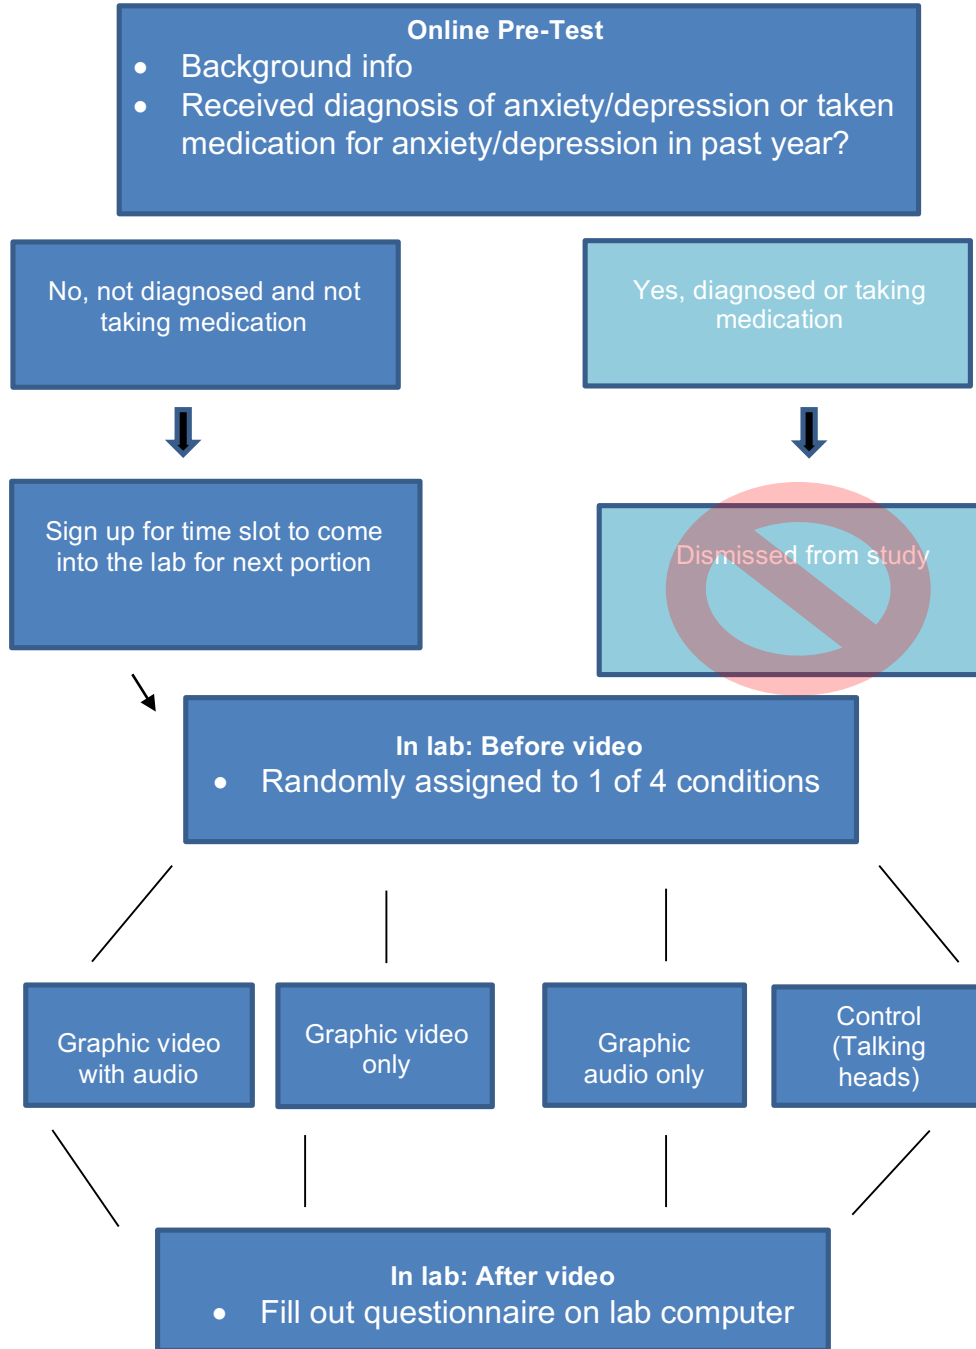 Online Pre-Test
• Background info
• Received diagnosis of anxiety/depression or taken
medication for anxiety/depression in past year?
No, not diagnosed and not
taking medication
Yes, diagnosed or taking
medication
Sign up for time slot to come
into the lab for next portion
Dismissed from study
In lab: Before video
• Randomly assigned to 1 of 4 conditions
Graphic video
with audio
Graphic video
only
Graphic
audio only
Control
(Talking
heads)
In lab: After video
• Fill out questionnaire on lab computer